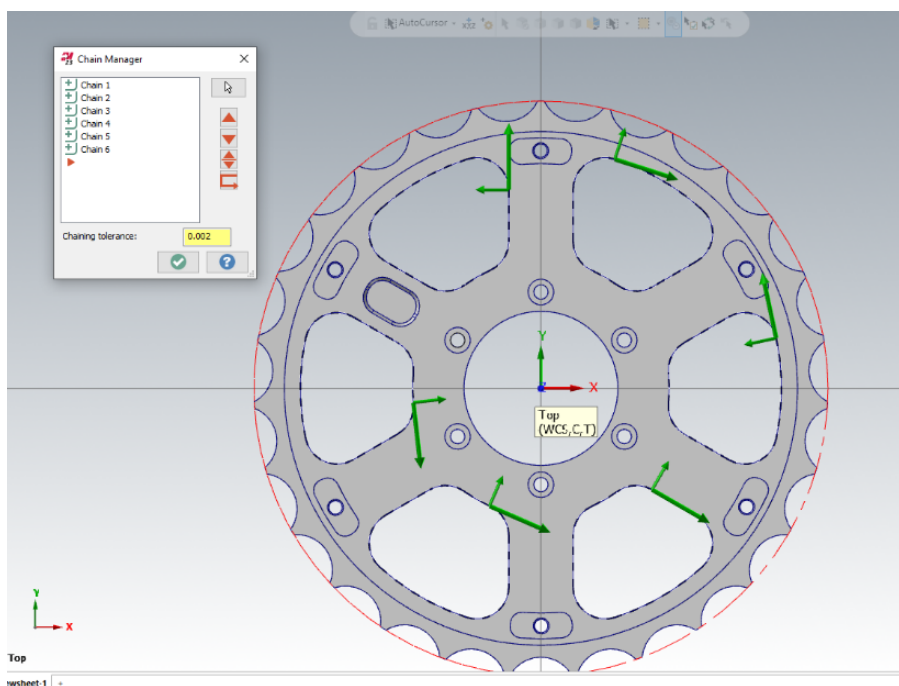 AutoCursor
Chain Manager
Chain 1
Chain 2
Chain 3
Chain 4
Chain 5
Chain 6
Chaining tolerance:
0.002
Y
X
Top
(WCS,C,T)
Y
X
Top
ewsheet-1
+